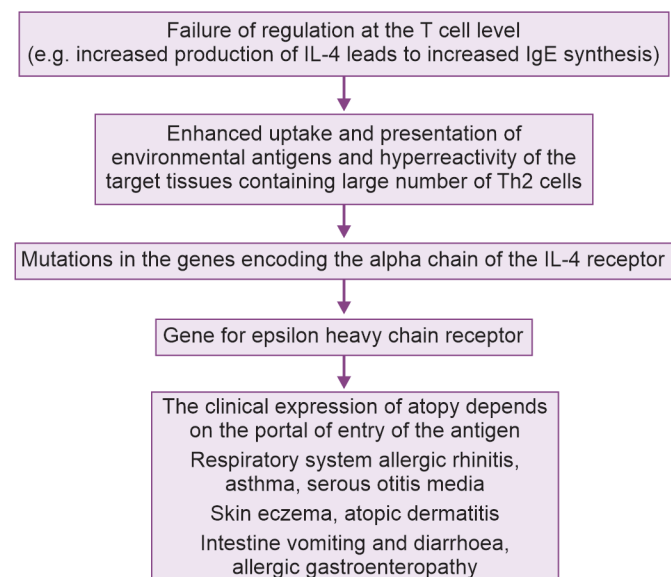 Failure of regulation at the T cell level
(e.g. increased production of IL-4 leads to increased IgE synthesis)
Enhanced uptake and presentation of
environmental antigens and hyperreactivity of the
target tissues containing large number of Th2 cells
Mutations in the genes encoding the alpha chain of the IL-4 receptor
Gene for epsilon heavy chain receptor
The clinical expression of atopy depends
on the portal of entry of the antigen
Respiratory system allergic rhinitis,
asthma, serous otitis media
Skin eczema, atopic dermatitis
Intestine vomiting and diarrhoea,
allergic gastroenteropathy